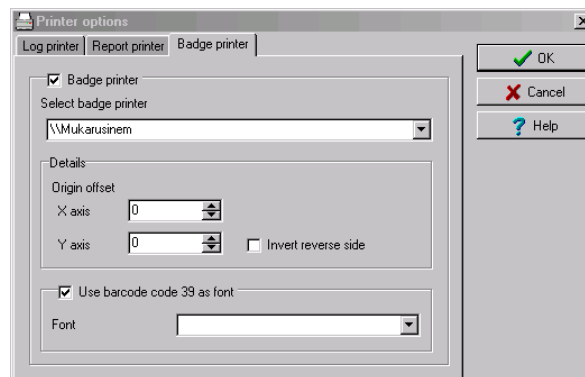 Printer options
Log printer Report printer Badge printer
Badge printer
Select badge printer
\\Mukarusinem
Details
Origin offset
X axis 0
Y axis 0 Invert reverse side
Use barcode code 39 as font
Font
OK
Cancel
Help